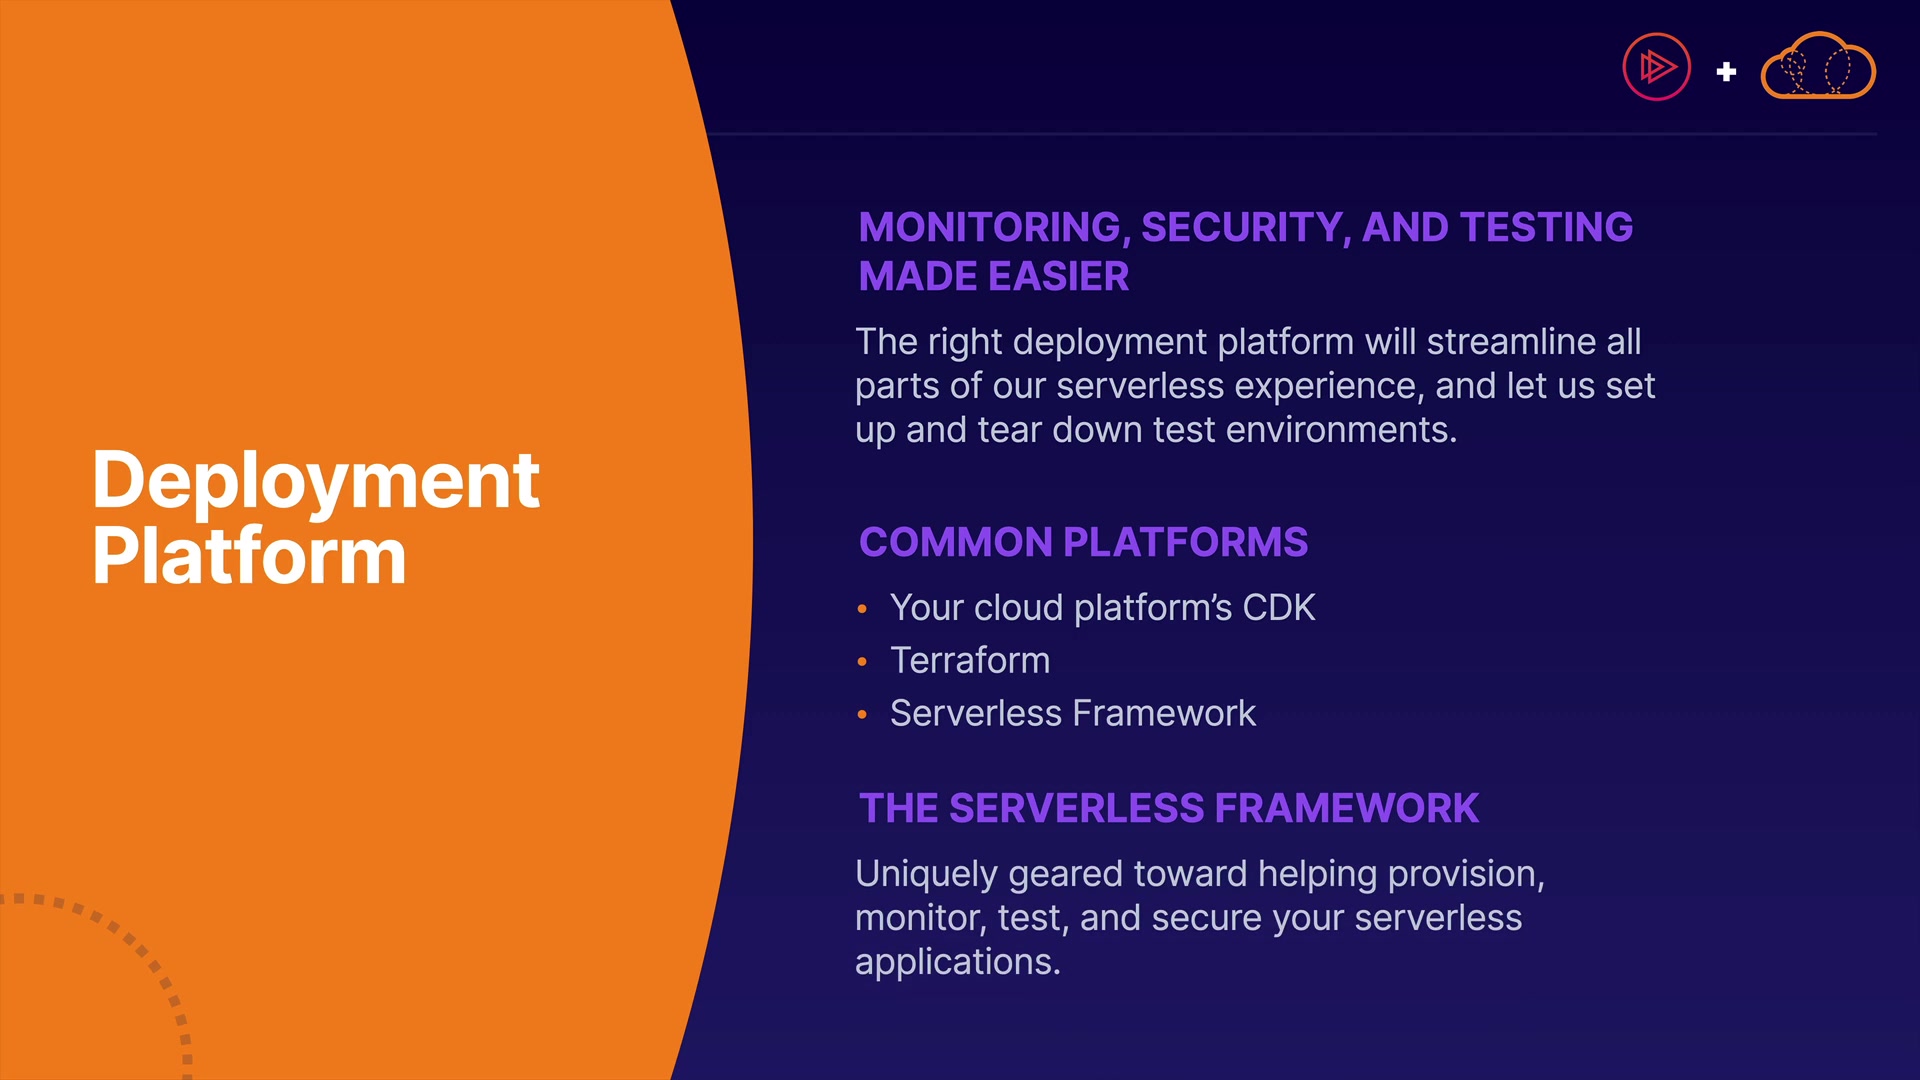 Deployment
Platform
MONITORING, SECURITY, AND TESTING
MADE EASIER
The right deployment platform will streamline all
parts of our serverless experience, and let us set
up and tear down test environments.
COMMON PLATFORMS
• Your cloud platform’s CDK
• Terraform
• Serverless Framework
THE SERVERLESS FRAMEWORK
Uniquely geared toward helping provision,
monitor, test, and secure your serverless
applications.